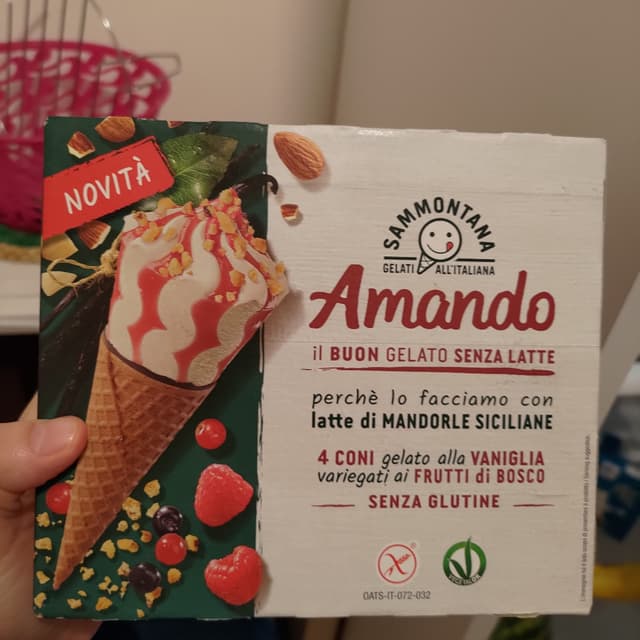 NOVITÀ
SAMMONTANA
GELATI ALL'ITALIANA
Amando
il BUON GELATO SENZA LATTE
perchè lo facciamo con
latte di MANDORLE SICILIANE
4 CONI gelato alla VANIGLIA
variegati ai FRUTTI di BOSCO
SENZA GLUTINE
OATS-IT-072-032